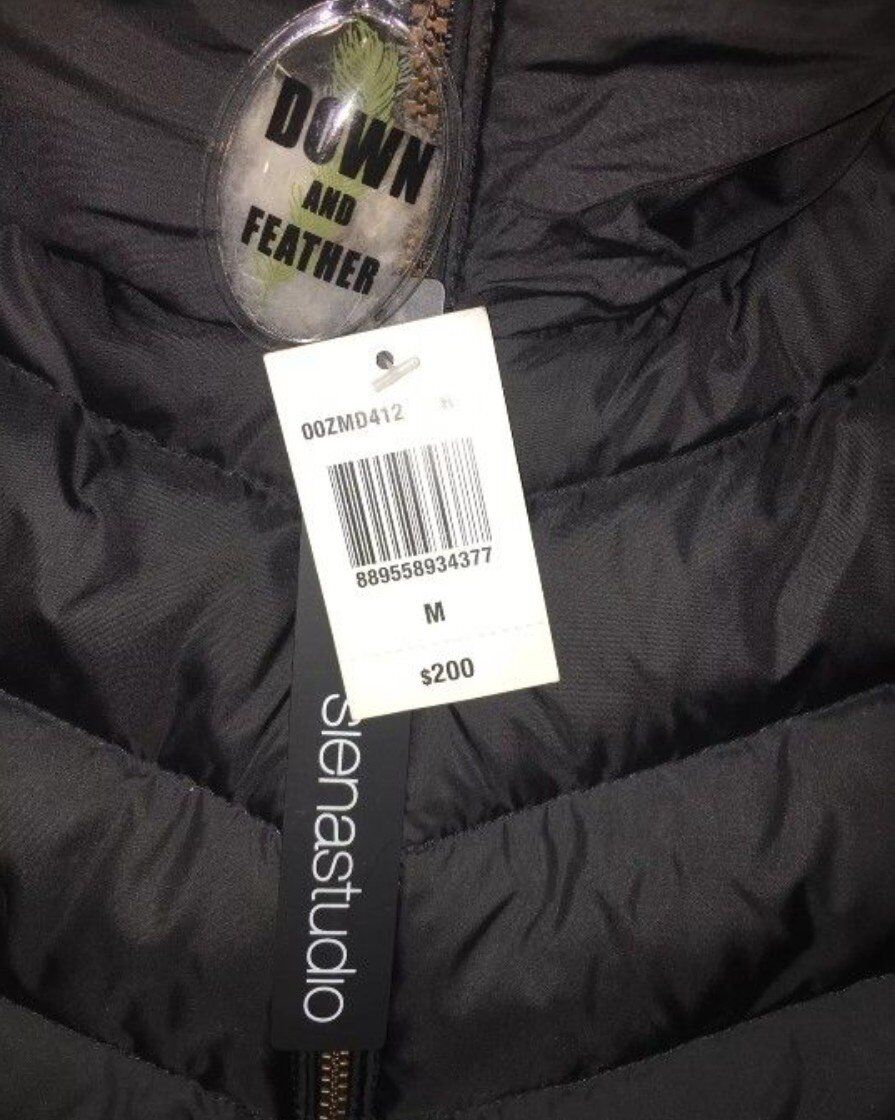 DOWN
AND
FEATHER
00ZMD412
889558934377
M
$200
sienastudio